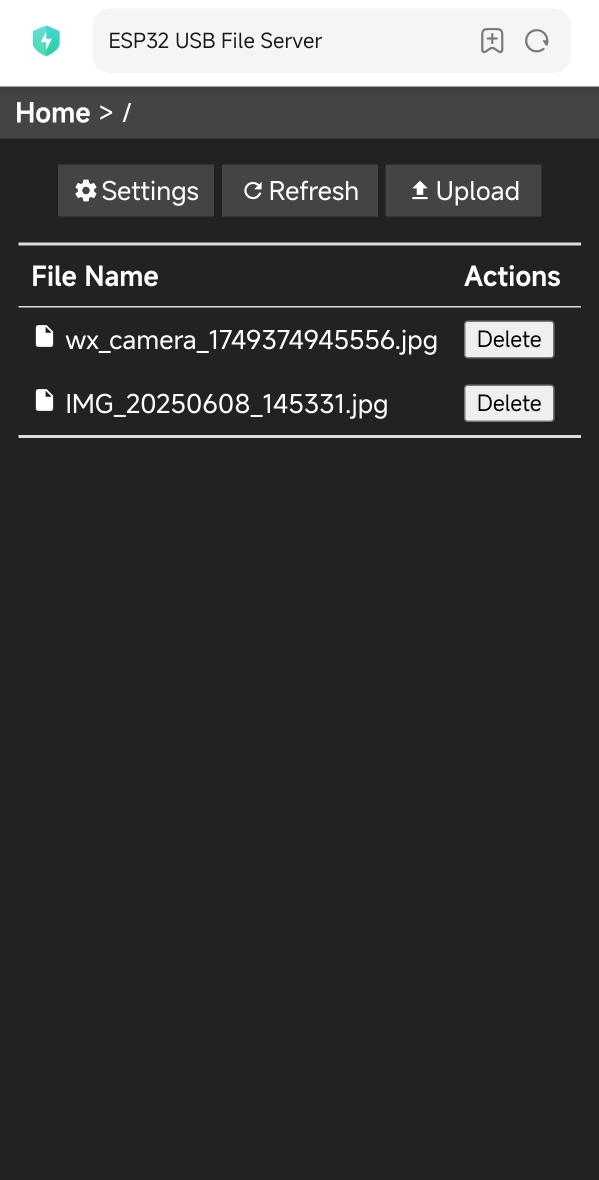 ESP32 USB File Server
Home > /
Settings Refresh Upload
File Name Actions
wx_camera_1749374945556.jpg Delete
IMG_20250608_145331.jpg Delete